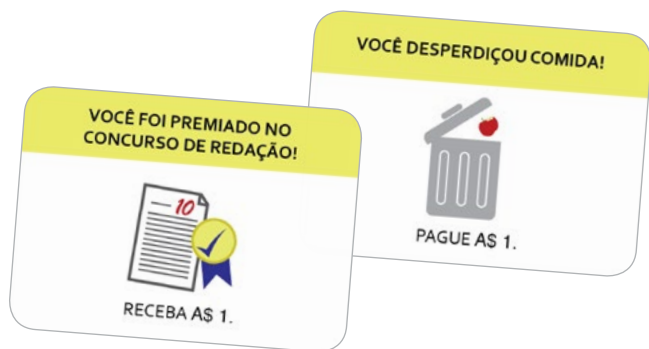 VOCÊ FOI PREMIADO NO
CONCURSO DE REDAÇÃO!
10
RECEBA A$ 1.
VOCÊ DESPERDIÇOU COMIDA!
PAGUE A$ 1.